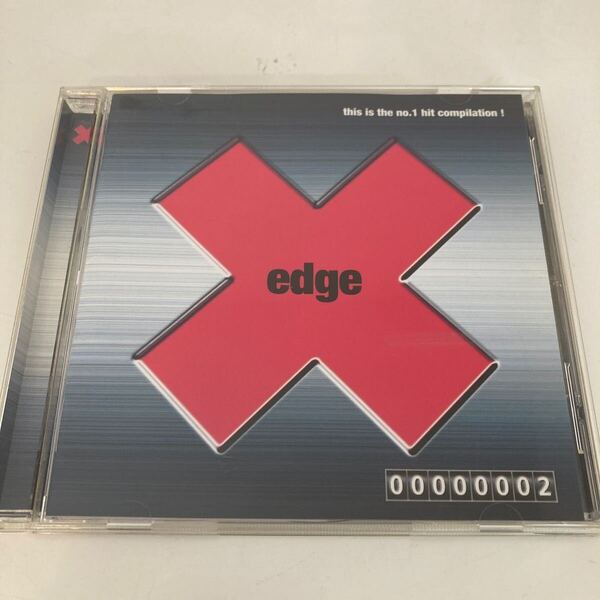 this is the no.1 hit compilation !
edge
00000002